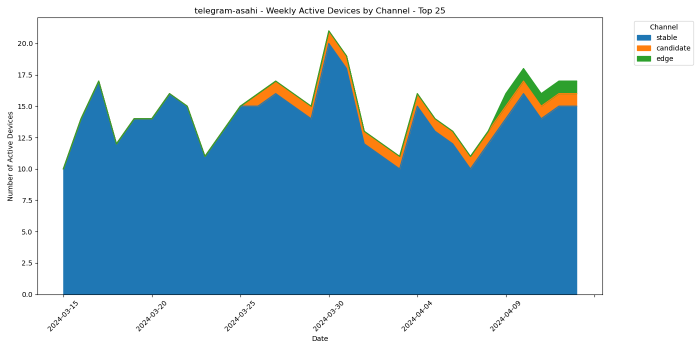 telegram-asahi - Weekly Active Devices by Channel - Top 25
Channel
stable
candidate
edge
Number of Active Devices
20.0
17.5
15.0
12.5
10.0
7.5
5.0
2.5
0.0
2024-03-15
2024-03-20
2024-03-25
2024-03-30
2024-04-04
2024-04-09
Date